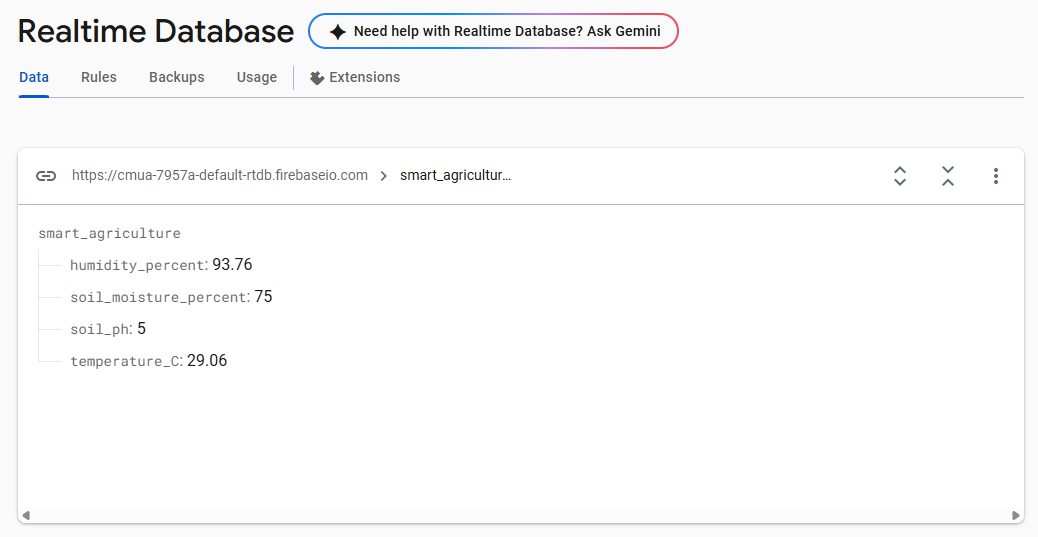 Realtime Database
Need help with Realtime Database? Ask Gemini
Data Rules Backups Usage Extensions
https://cmua-7957a-default-rtdb.firebaseio.com > smart_agricultur...
smart_agriculture
humidity_percent: 93.76
soil_moisture_percent: 75
soil_ph: 5
temperature_C: 29.06